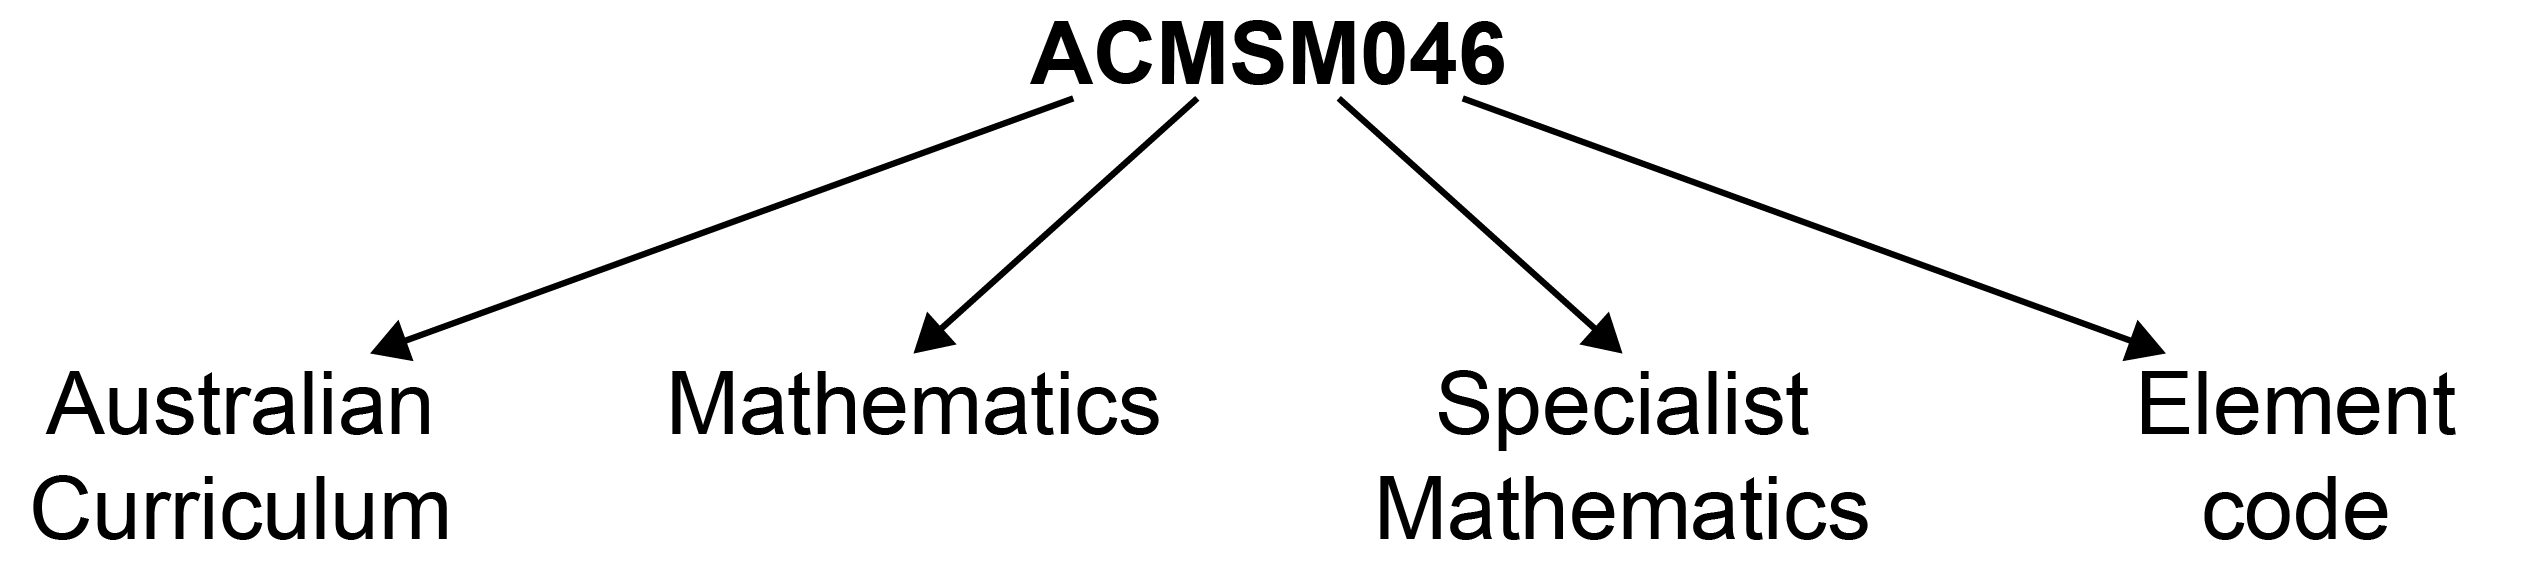 ACMSM046
Australian
Curriculum
Mathematics
Specialist
Mathematics
Element
code